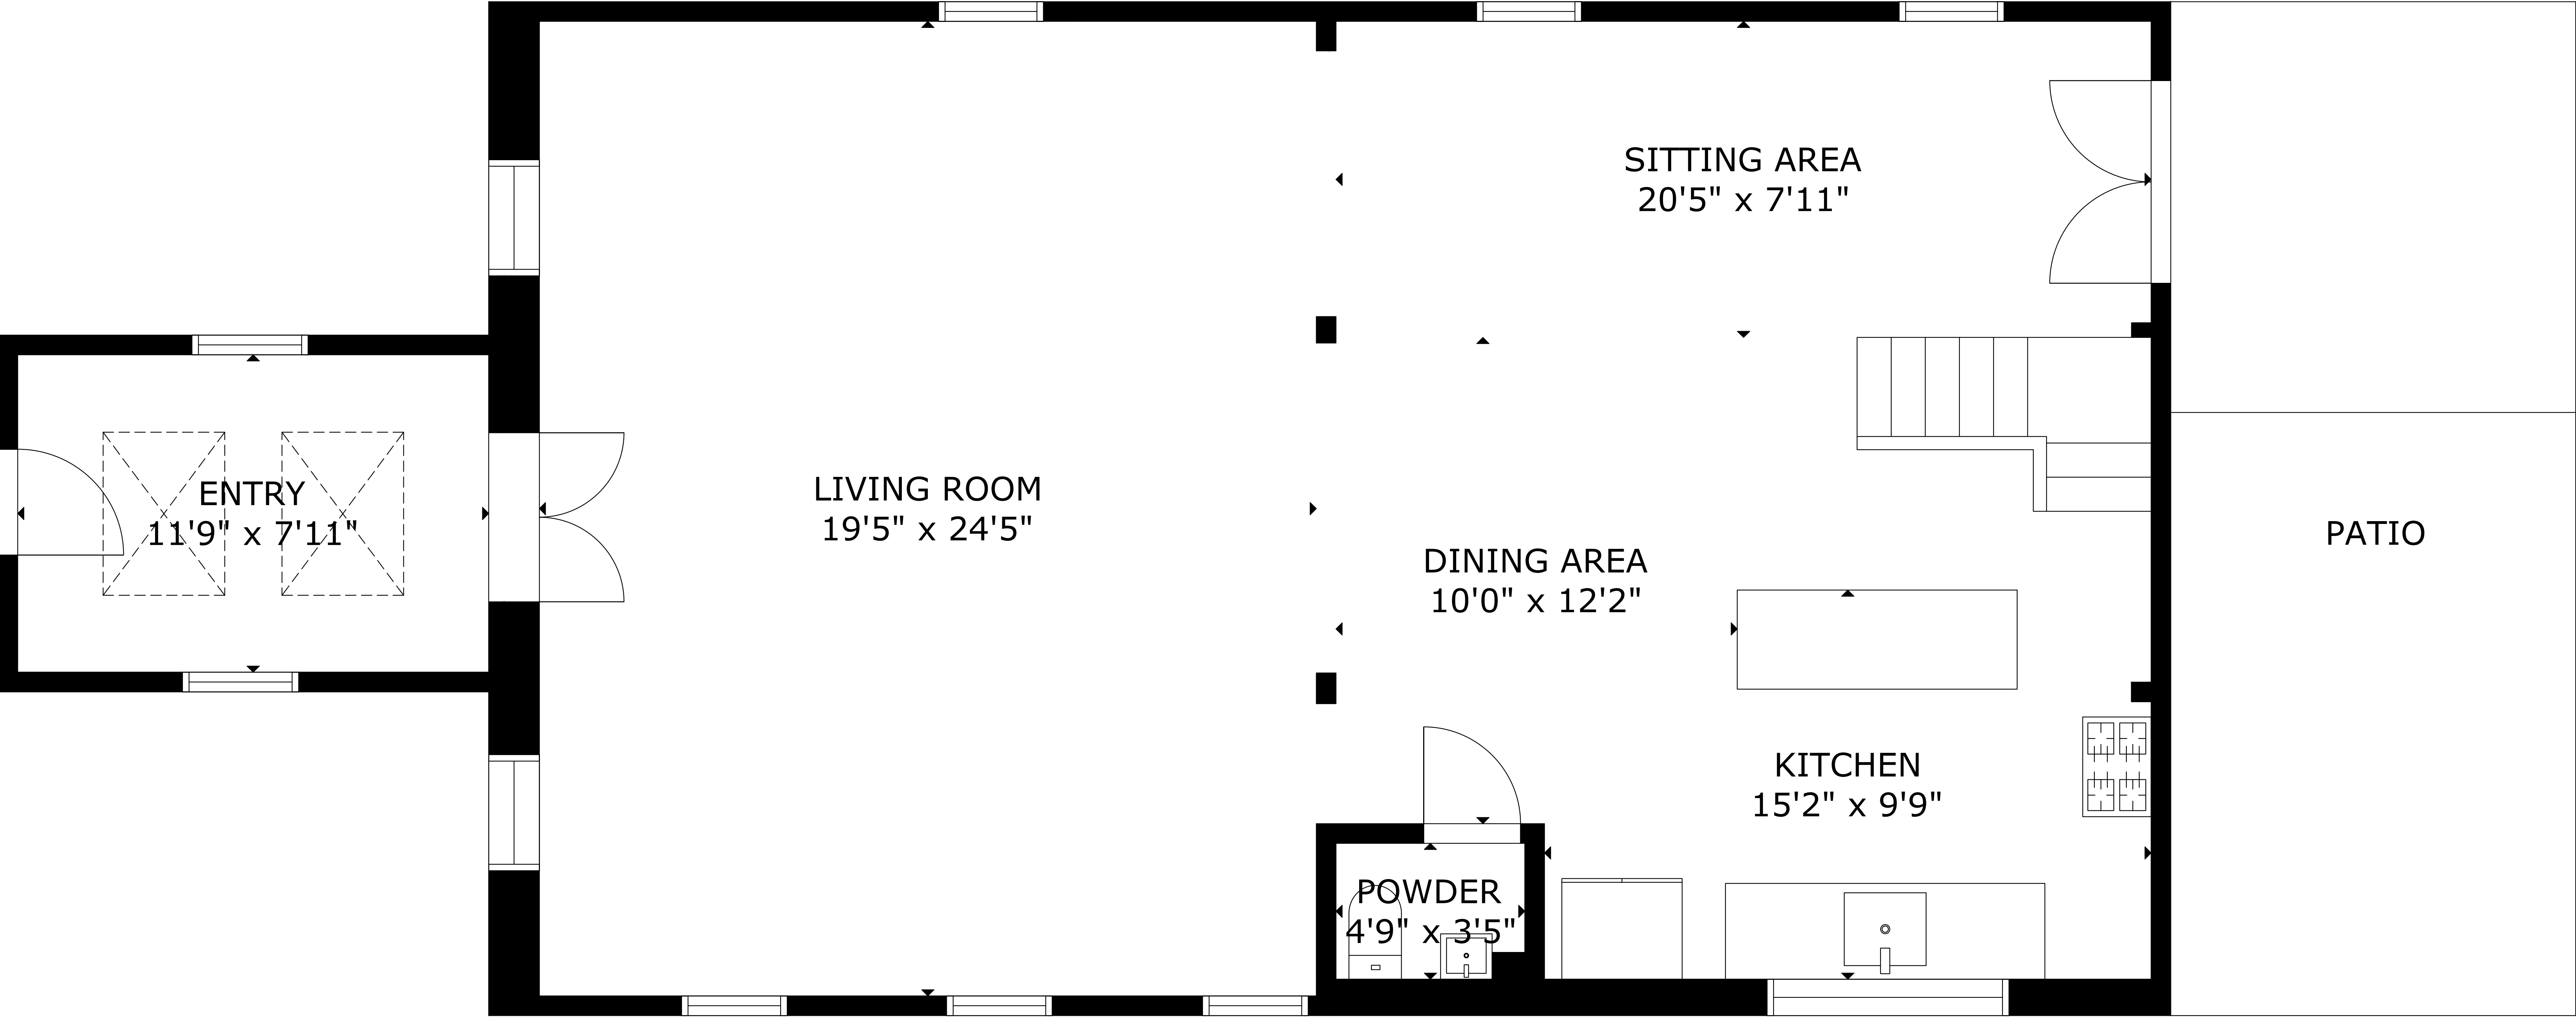 SITTING AREA
20'5" x 7'11"
ENTRY
11'9" x 7'11"
LIVING ROOM
19'5" x 24'5"
DINING AREA
10'0" x 12'2"
PATIO
KITCHEN
15'2" x 9'9"
POWDER
4'9" x 3'5"